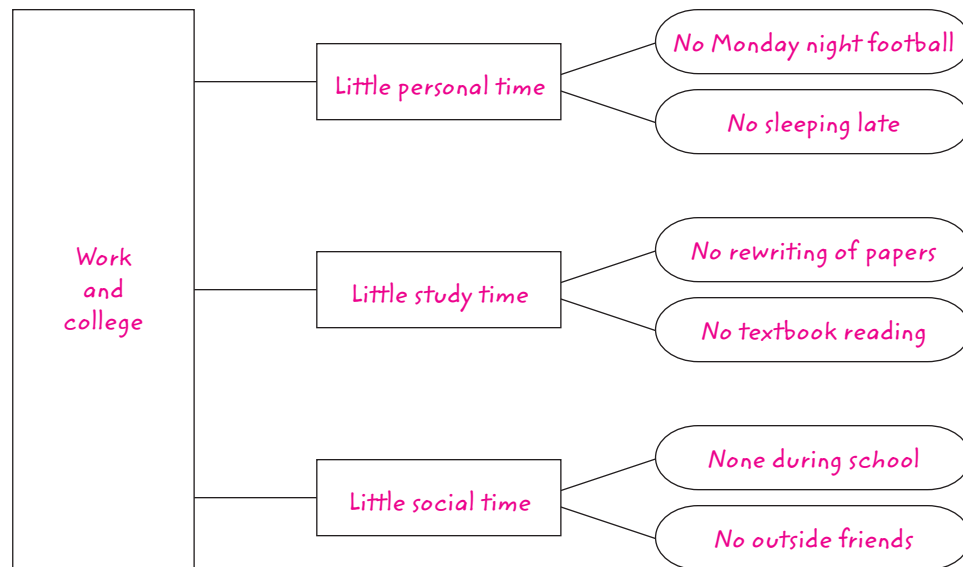 Work
and
college
Little personal time
No Monday night football
No sleeping late
Little study time
No rewriting of papers
No textbook reading
Little social time
None during school
No outside friends